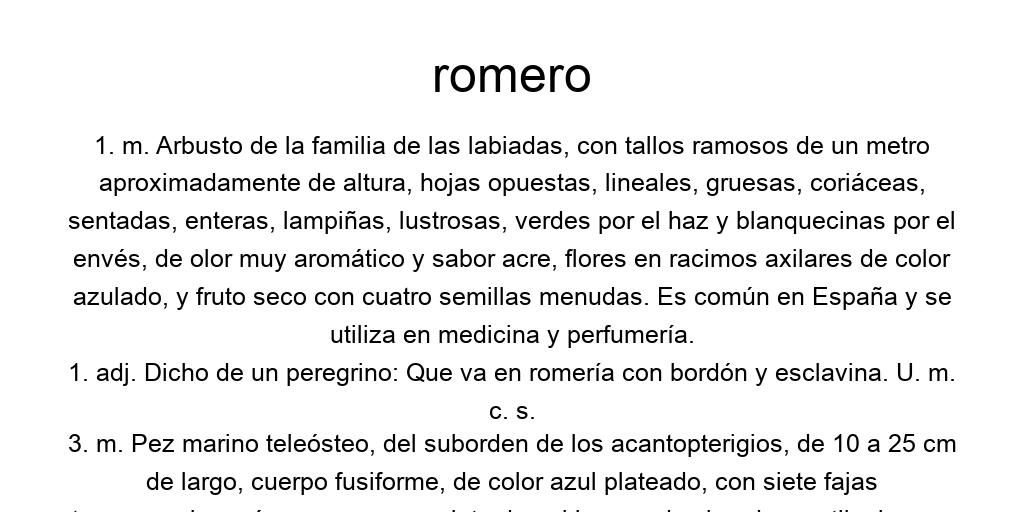 romero
1. m. Arbusto de la familia de las labiadas, con tallos ramosos de un metro
aproximadamente de altura, hojas opuestas, lineales, gruesas, coriáceas,
sentadas, enteras, lampiñas, lustrosas, verdes por el haz y blanquecinas por el
envés, de olor muy aromático y sabor acre, flores en racimos axilares de color
azulado, y fruto seco con cuatro semillas menudas. Es común en España y se
utiliza en medicina y perfumería.
1. adj. Dicho de un peregrino: Que va en romería con bordón y esclavina. U. m.
c. s.
3. m. Pez marino teleósteo, del suborden de los acantopterigios, de 10 a 25 cm
de largo, cuerpo fusiforme, de color azul plateado, con siete fajas